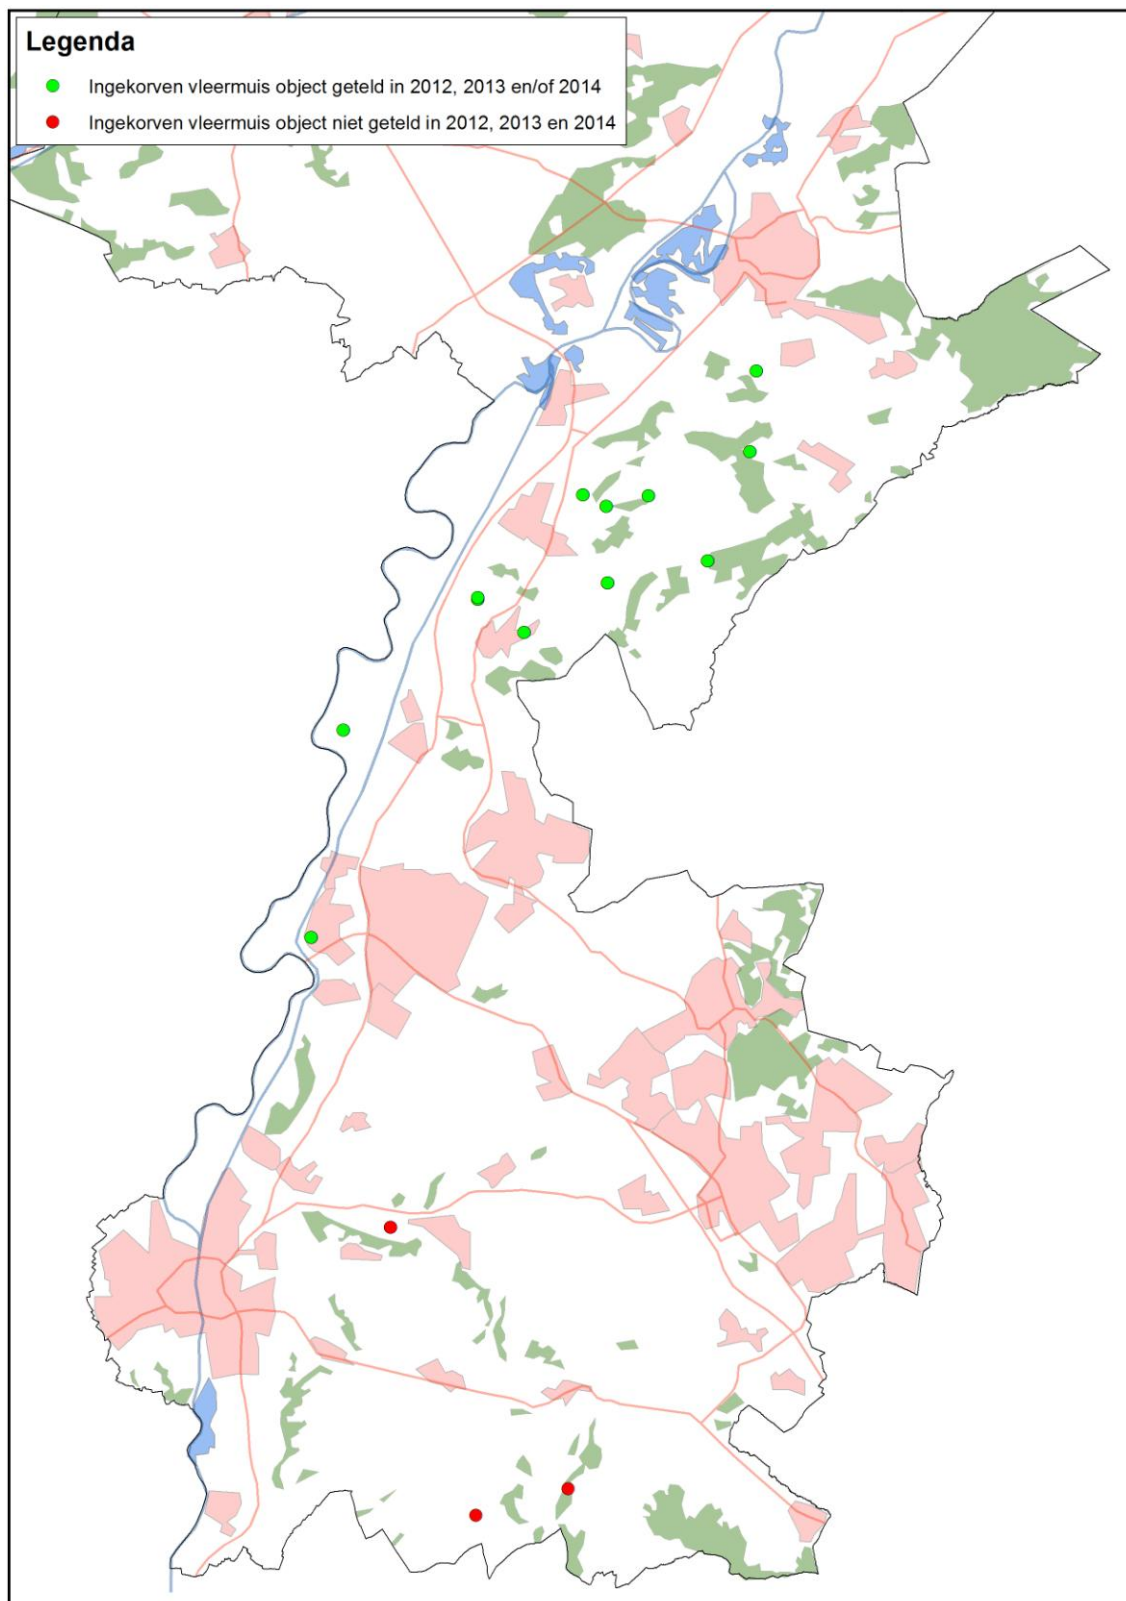 Legenda
Ingekorven vleermuis object geteld in 2012, 2013 en/of 2014
Ingekorven vleermuis object niet geteld in 2012, 2013 en 2014